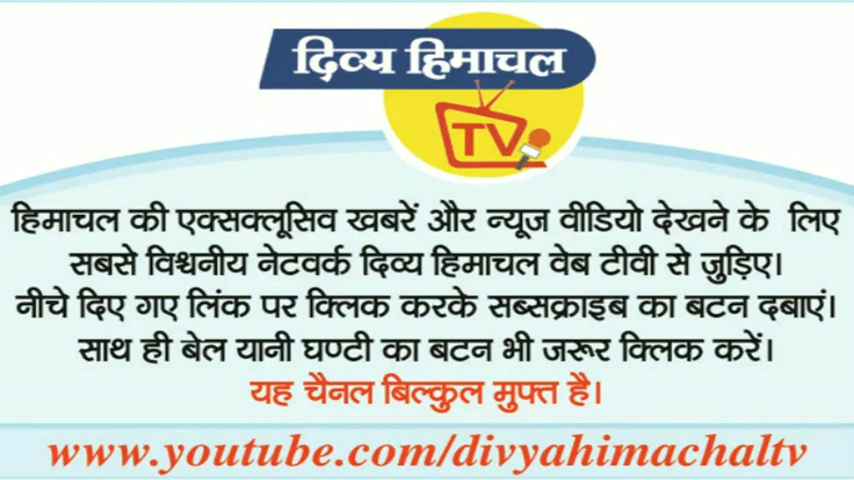 दिव्य हिमाचल
TV
हिमाचल की एक्सक्लूसिव खबरें और न्यूज वीडियो देखने के लिए
सबसे विश्वनीय नेटवर्क दिव्य हिमाचल वेब टीवी से जुड़िए।
नीचे दिए गए लिंक पर क्लिक करके सब्सक्राइब का बटन दबाएं।
साथ ही बेल यानी घण्टी का बटन भी जरूर क्लिक करें।
यह चैनल बिल्कुल मुफ्त है।
www.youtube.com/divyahimachaltv